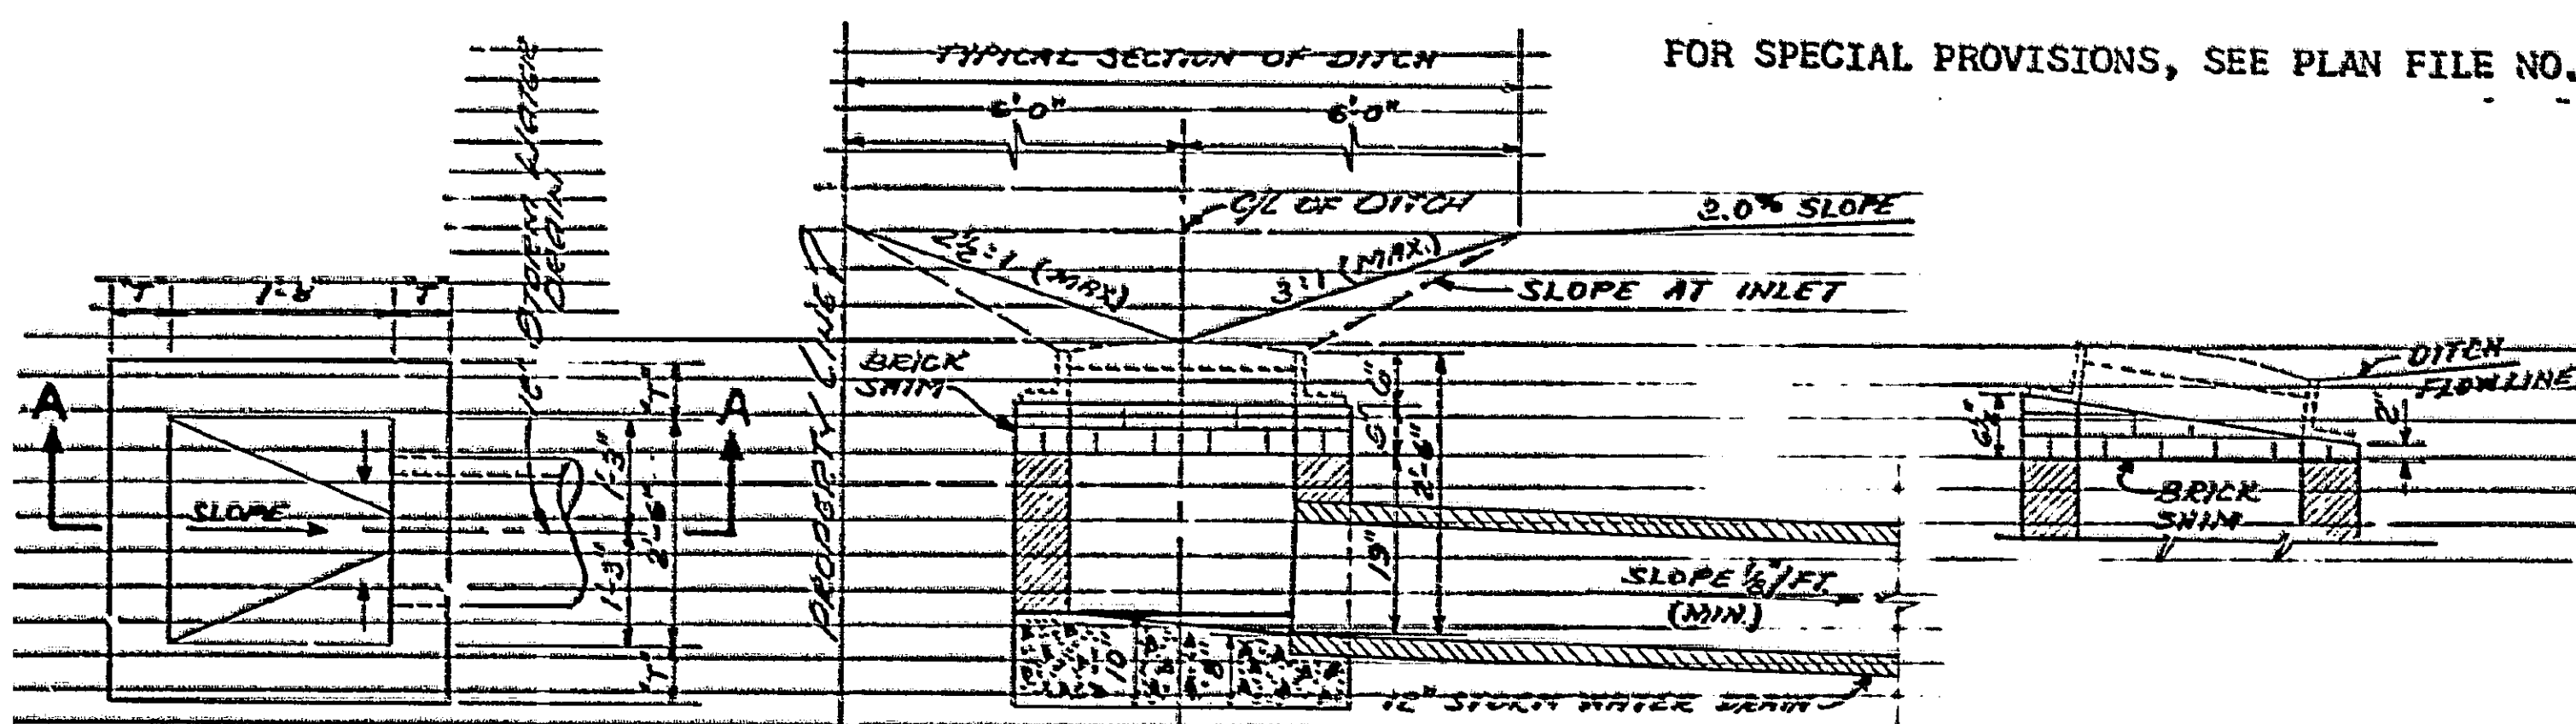 TYPICAL SECTION OF DITCH
FOR SPECIAL PROVISIONS, SEE PLAN FILE NO.
6'-0"
6'-0"
C/L OF DITCH
2.0% SLOPE
2½:1 (MAX)
3:1 (MAX.)
SLOPE AT INLET
STORM WATER
DRAIN
"T"
1'-8"
"T"
PROPERTY LINE
BRICK
SHIM
DITCH
FLOWLINE
A
A
"T"
6"
5"
2'-6"
6½"
2"
1'-3"
2'-6"
1'-3"
SLOPE
BRICK
SHIM
19"
SLOPE ⅛"/FT.
(MIN.)
"T"
10"
8"
12" STORM WATER DRAIN